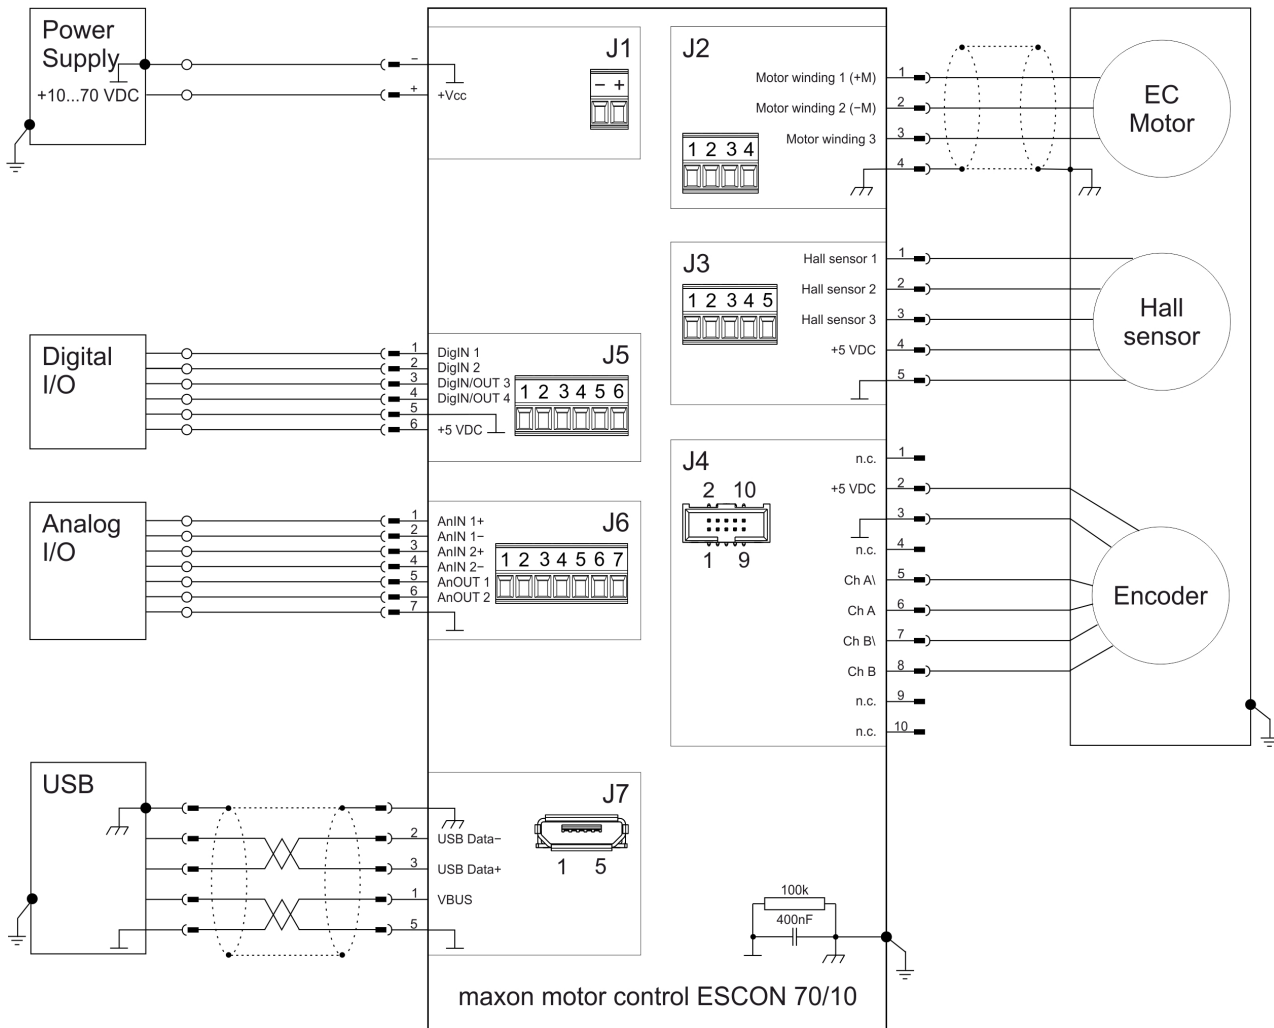 Power
Supply
+10...70 VDC
−
+
+Vcc
J1
− +
J2
Motor winding 1 (+M)
1
Motor winding 2 (−M)
2
Motor winding 3
3
4
1 2 3 4
EC
Motor
J3
Hall sensor 1
1
Hall sensor 2
2
Hall sensor 3
3
+5 VDC
4
5
1 2 3 4 5
Hall
sensor
Digital
I/O
1
DigIN 1
2
DigIN 2
3
DigIN/OUT 3
4
DigIN/OUT 4
5
6
+5 VDC
J5
1 2 3 4 5 6
J4
2 10
1 9
n.c.
1
+5 VDC
2
3
n.c.
4
Ch A\
5
Ch A
6
Ch B\
7
Ch B
8
n.c.
9
n.c.
10
Encoder
Analog
I/O
1
AnIN 1+
2
AnIN 1−
3
AnIN 2+
4
AnIN 2−
5
AnOUT 1
6
AnOUT 2
7
J6
1 2 3 4 5 6 7
USB
2
USB Data−
3
USB Data+
1
VBUS
5
J7
1 5
100k
400nF
maxon motor control ESCON 70/10